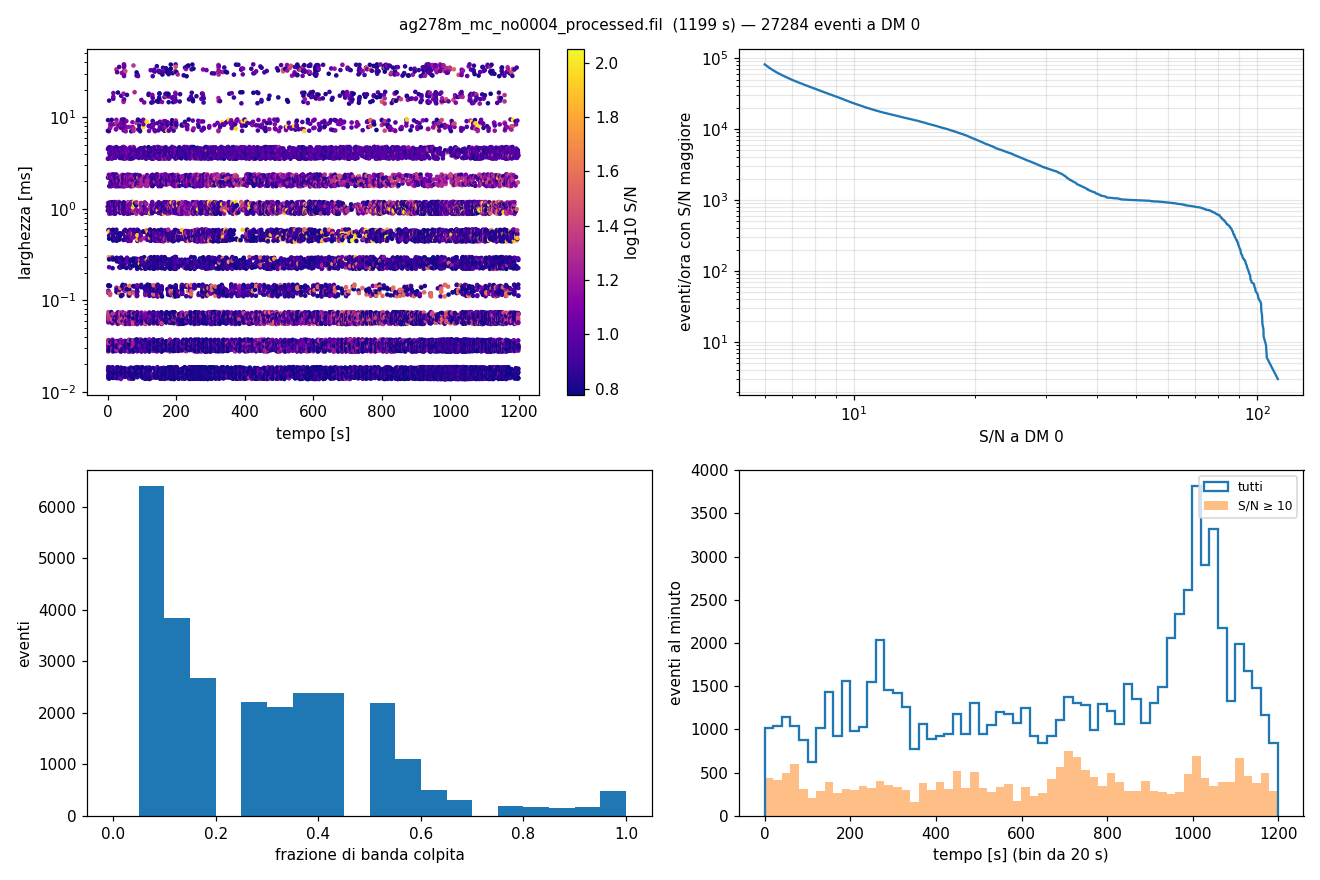 ag278m_mc_no0004_processed.fil  (1199 s) — 27284 eventi a DM 0
larghezza [ms]
10^1
10^0
10^−1
10^−2
0 200 400 600 800 1000 1200
tempo [s]
2.0
1.8
1.6
1.4
1.2
1.0
0.8
log10 S/N
eventi/ora con S/N maggiore
10^5
10^4
10^3
10^2
10^1
10^1 10^2
S/N a DM 0
eventi
6000
5000
4000
3000
2000
1000
0
0.0 0.2 0.4 0.6 0.8 1.0
frazione di banda colpita
eventi al minuto
4000
3500
3000
2500
2000
1500
1000
500
0
tutti
S/N ≥ 10
0 200 400 600 800 1000 1200
tempo [s] (bin da 20 s)